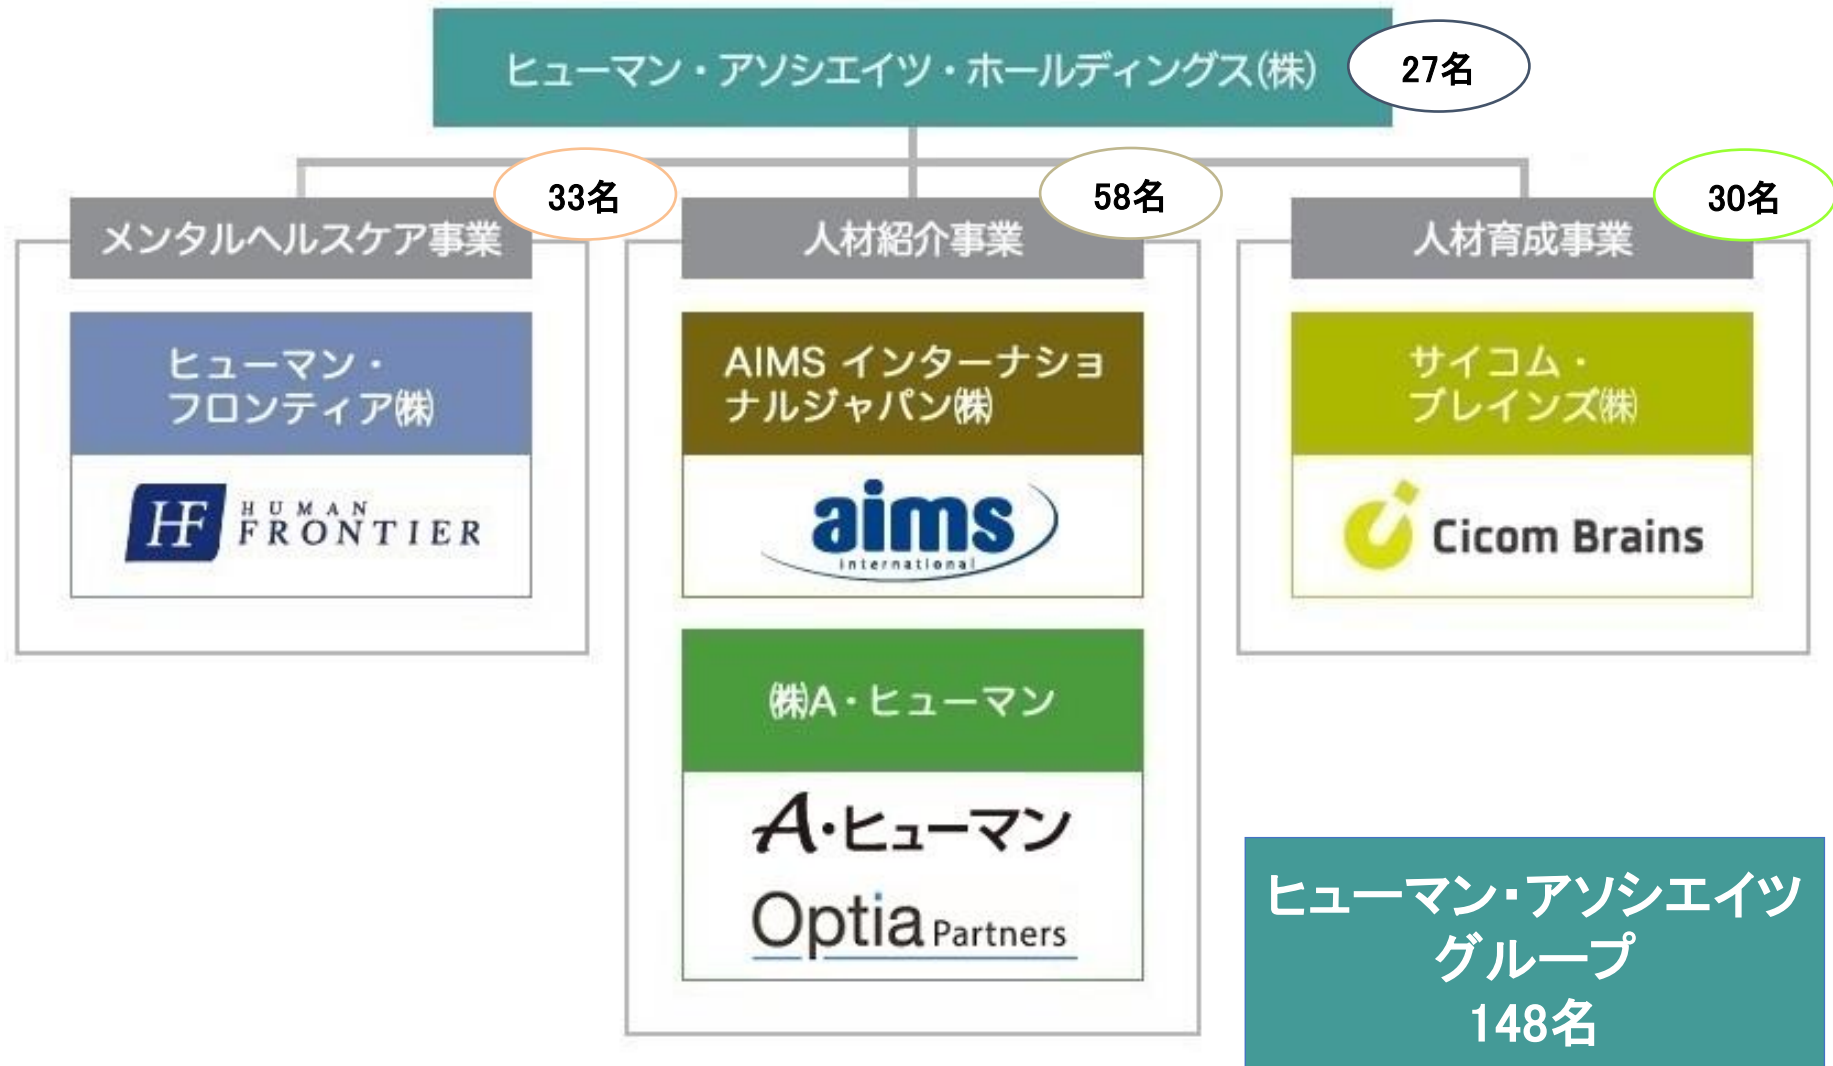 ヒューマン・アソシエイツ・ホールディングス(株)
27名
33名
58名
30名
メンタルヘルスケア事業
人材紹介事業
人材育成事業
ヒューマン・
フロンティア㈱
HF HUMAN
FRONTIER
AIMS インターナショ
ナルジャパン㈱
aims
international
サイコム・
ブレインズ㈱
Cicom Brains
㈱A・ヒューマン
A・ヒューマン
Optia Partners
ヒューマン・アソシエイツ
グループ
148名